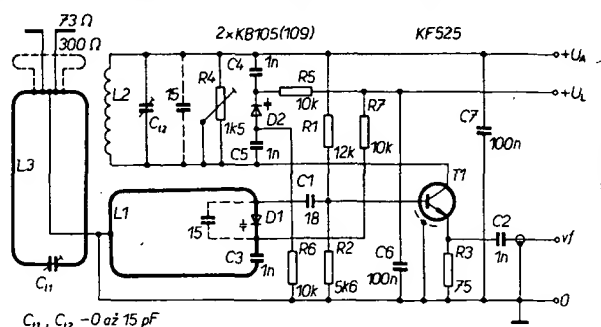 73 Ω
300 Ω
2×KB105(109)
KF525
L2
C₁₂
15
R4
1k5
C4
1n
D2
C5
1n
R5
10k
R1
12k
R7
10k
C7
100n
+U_A
+U_L
L3
L1
15
D1
C3
1n
C1
18
R6
10k
R2
5k6
C6
100n
T1
R3
75
C2
1n
vf
0
C₁₁
C₁₁, C₁₂ – 0 až 15 pF